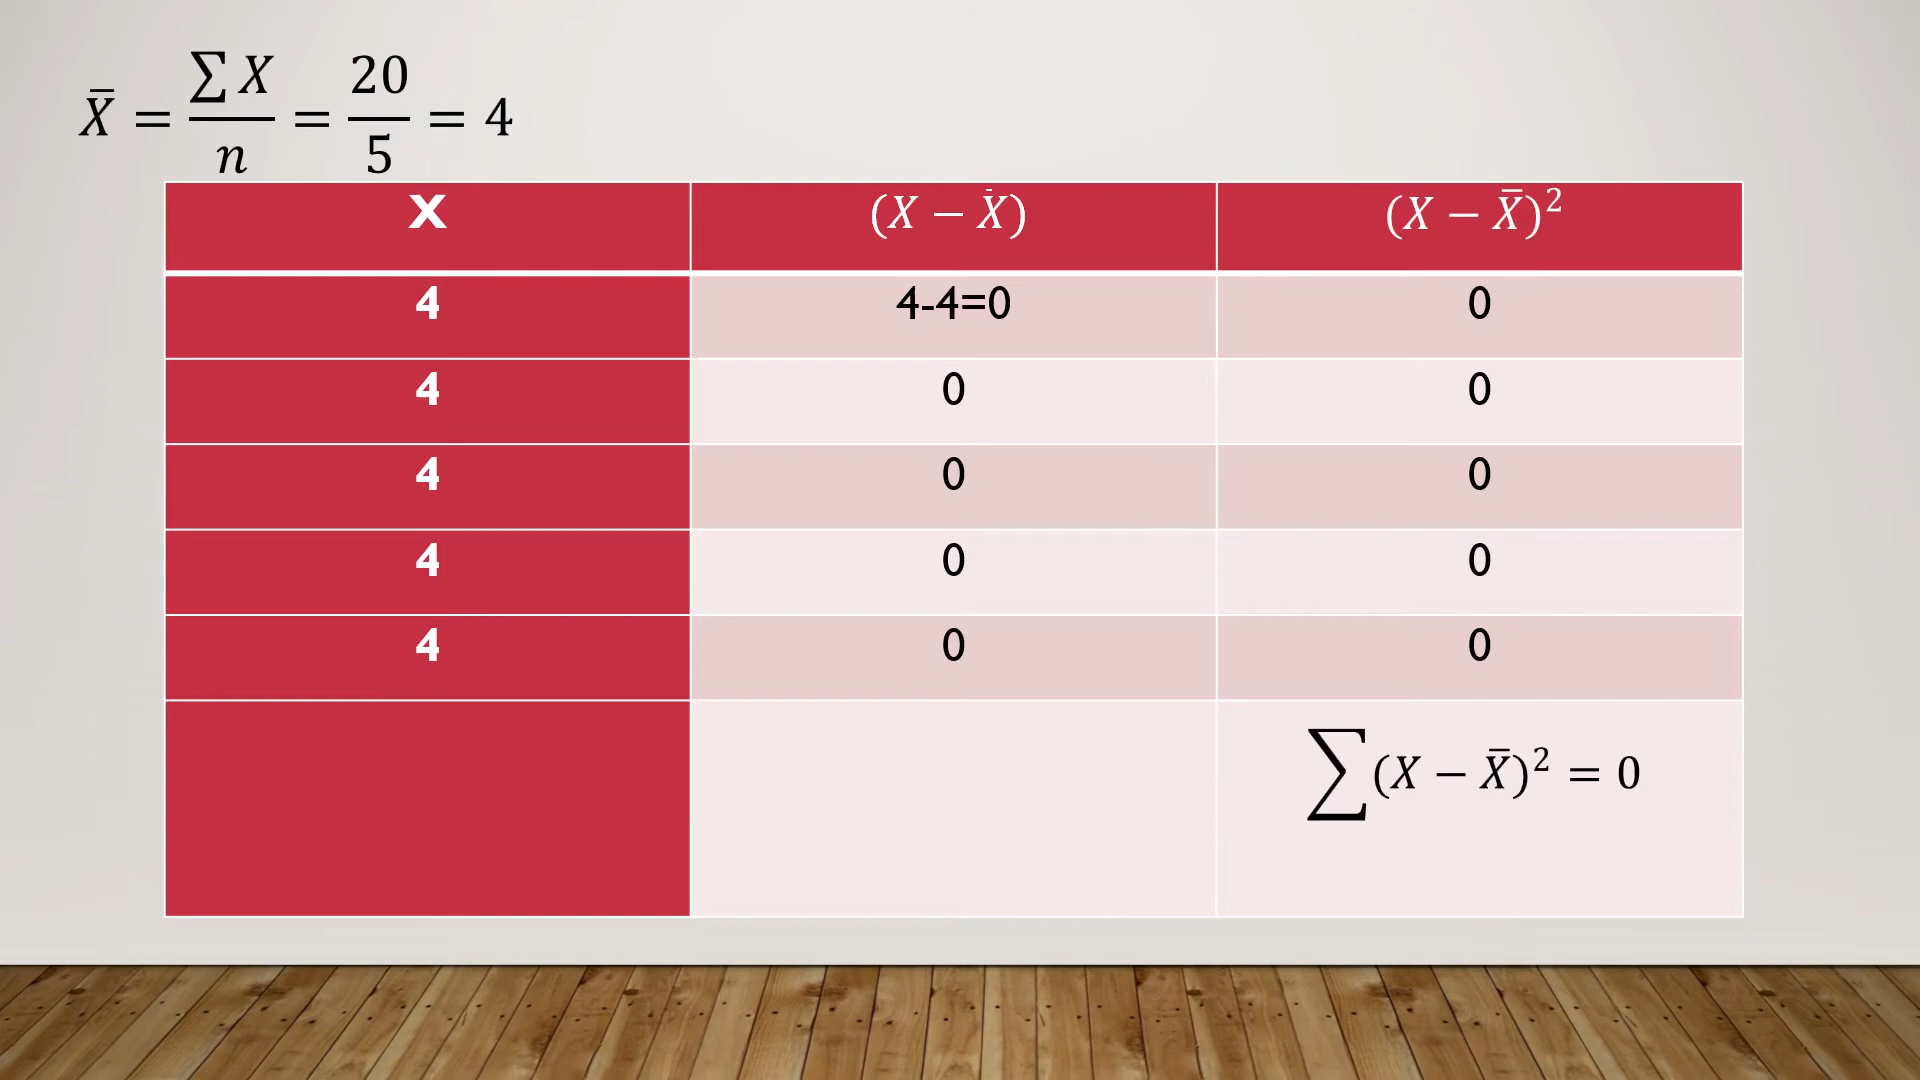 X̄ = ∑X / n = 20 / 5 = 4
X (X − Ẋ) (X − X̄)²
4 4-4=0 0
4 0 0
4 0 0
4 0 0
4 0 0
∑(X − X̄)² = 0